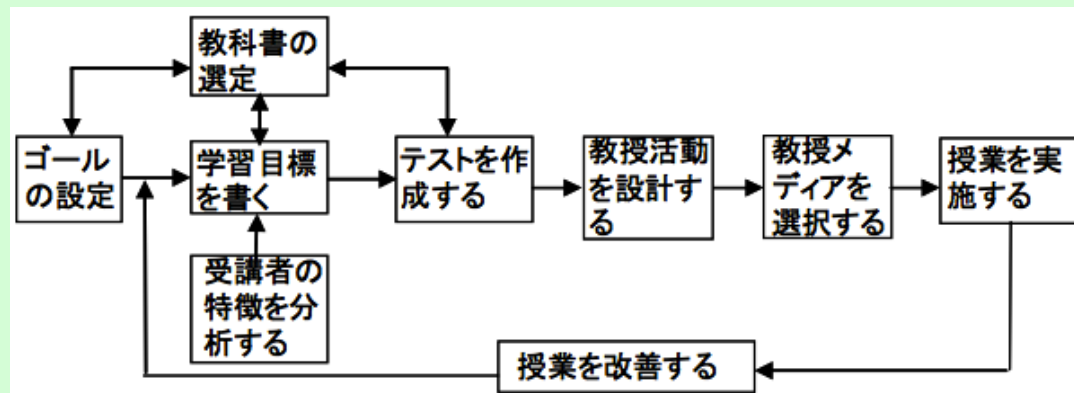 教科書の
選定
ゴール
の設定
学習目標
を書く
テストを作
成する
教授活動
を設計す
る
教授メ
ディアを
選択する
授業を実
施する
受講者の
特徴を分
析する
授業を改善する